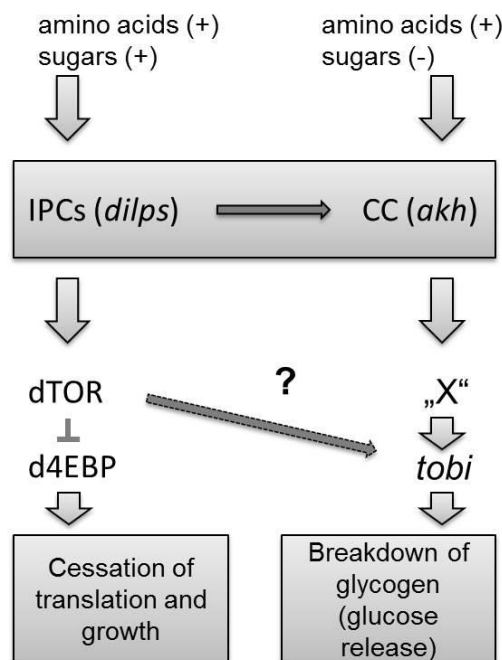 amino acids (+)
sugars (+)
amino acids (+)
sugars (-)
IPCs (dilps)
CC (akh)
dTOR
?
„X“
d4EBP
tobi
Cessation of
translation and
growth
Breakdown of
glycogen
(glucose
release)